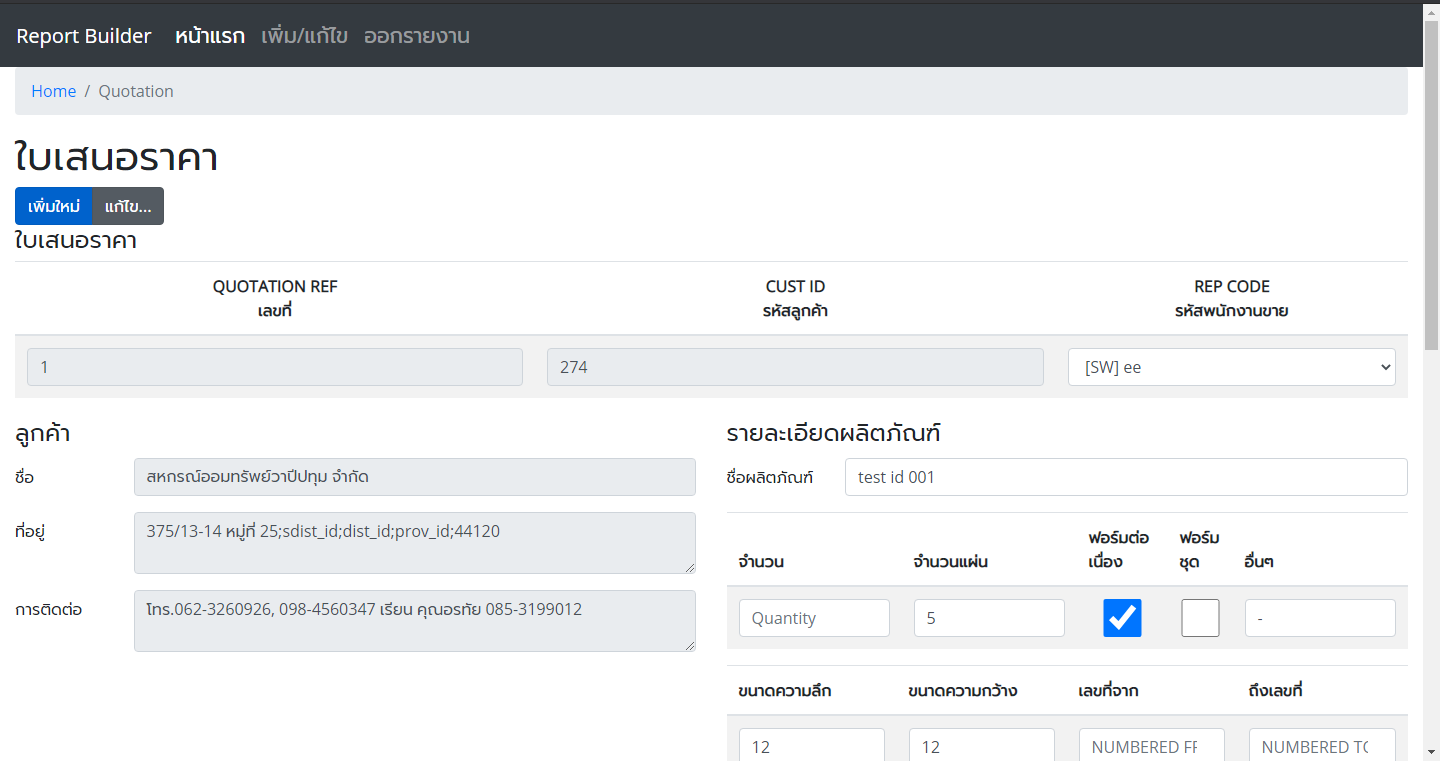 Report Builder หน้าแรก เพิ่ม/แก้ไข ออกรายงาน
Home / Quotation
ใบเสนอราคา
เพิ่มใหม่ แก้ไข...
ใบเสนอราคา
QUOTATION REF CUST ID REP CODE
เลขที่ รหัสลูกค้า รหัสพนักงานขาย
1 274 [SW] ee
ลูกค้า
ชื่อ สหกรณ์ออมทรัพย์วาปีปทุม จำกัด
ที่อยู่ 375/13-14 หมู่ที่ 25;sdist_id;dist_id;prov_id;44120
การติดต่อ โทร.062-3260926, 098-4560347 เรียน คุณอรทัย 085-3199012
รายละเอียดผลิตภัณฑ์
ชื่อผลิตภัณฑ์ test id 001
จำนวน จำนวนแผ่น ฟอร์มต่อ ฟอร์ม อื่นๆ
เนื่อง ชุด
Quantity 5 -
ขนาดความลึก ขนาดความกว้าง เลขที่จาก ถึงเลขที่
12 12 NUMBERED FF NUMBERED TO